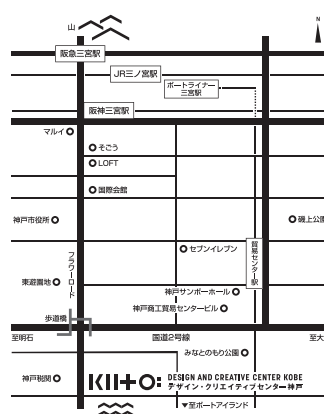 山
N
阪急三宮駅
JR三ノ宮駅
ポートライナー
三宮駅
阪神三宮駅
マルイ
そごう
LOFT
国際会館
神戸市役所
磯上公
セブンイレブン
貿易センター駅
フラワーロード
東遊園地
神戸サンボーホール
神戸商工貿易センタービル
歩道橋
至明石
国道2号線
至大
みなとのもり公園
神戸税関
KIITO:
DESIGN AND CREATIVE CENTER KOBE
デザイン・クリエイティブセンター神戸
▼至ポートアイランド